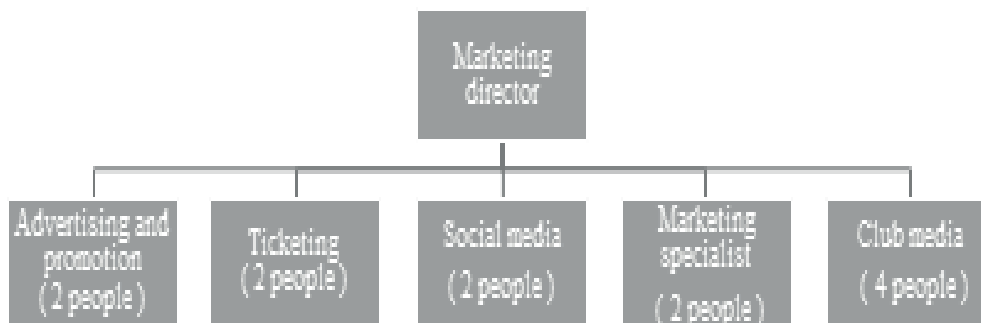 Marketing
director
Advertising and
promotion
( 2 people )
Ticketing
( 2 people )
Social media
( 2 people )
Marketing
specialist
( 2 people )
Club media
( 4 people )